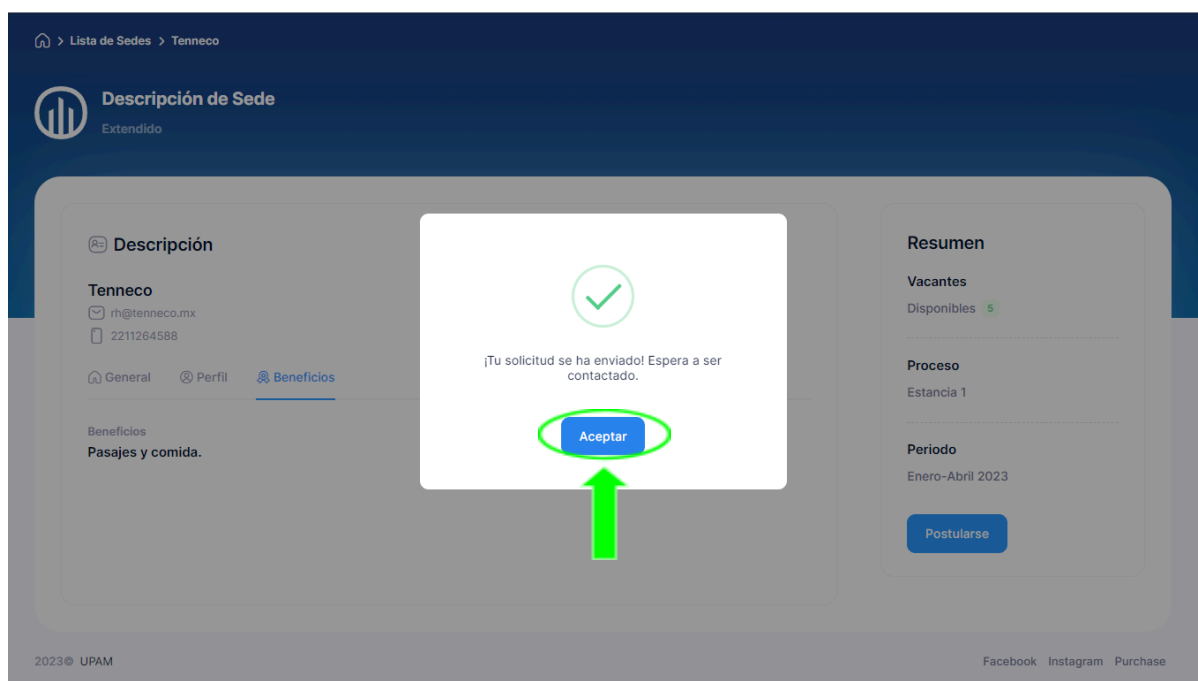 Lista de Sedes > Tenneco
Descripción de Sede
Extendido
Descripción
Tenneco
rh@tenneco.mx
2211264588
General Perfil Beneficios
Beneficios
Pasajes y comida.
¡Tu solicitud se ha enviado! Espera a ser
contactado.
Aceptar
Resumen
Vacantes
Disponibles 5
Proceso
Estancia 1
Periodo
Enero-Abril 2023
Postularse
2023© UPAM
Facebook Instagram Purchase